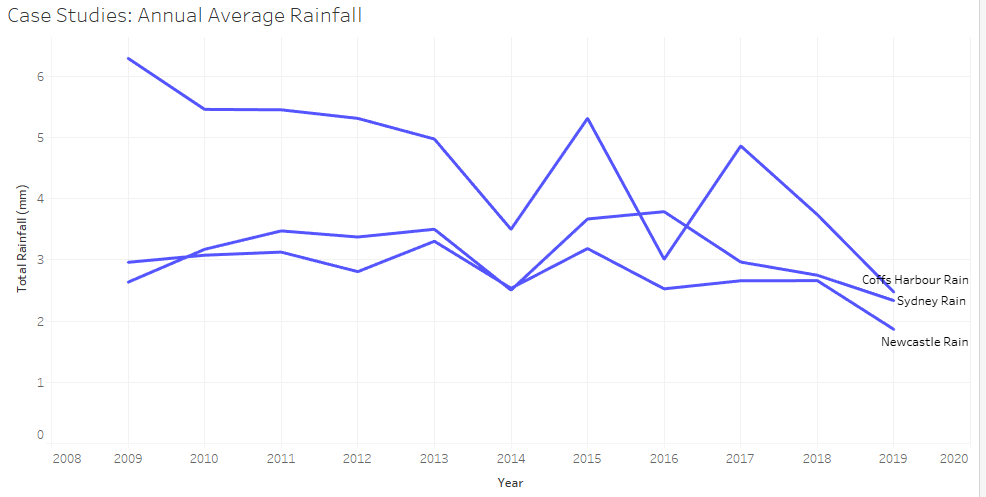 Case Studies: Annual Average Rainfall
Total Rainfall (mm)
6
5
4
3
2
1
0
Coffs Harbour Rain
Sydney Rain
Newcastle Rain
2008 2009 2010 2011 2012 2013 2014 2015 2016 2017 2018 2019 2020
Year